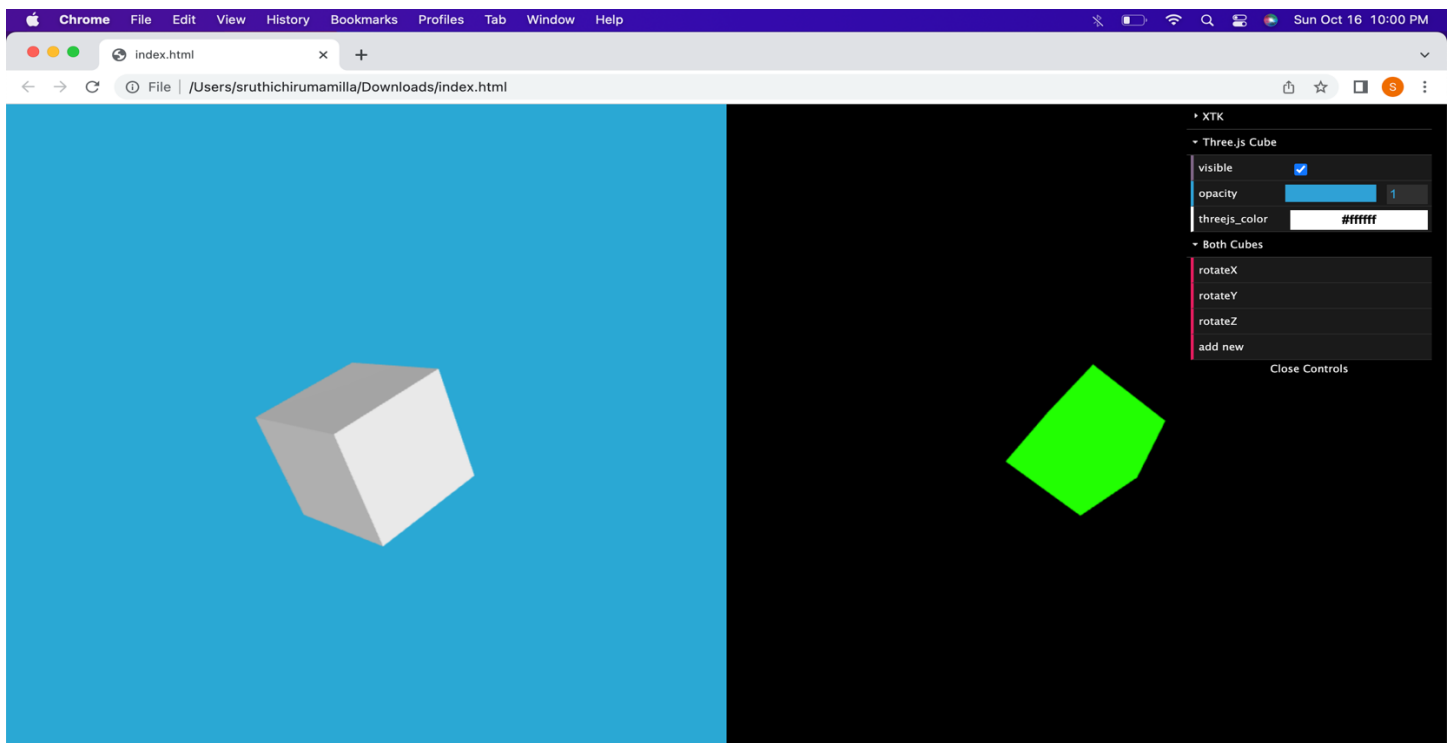 Chrome File Edit View History Bookmarks Profiles Tab Window Help Sun Oct 16 10:00 PM
index.html
File | /Users/sruthichirumamilla/Downloads/index.html S
XTK
Three.js Cube
visible
opacity 1
threejs_color #ffffff
Both Cubes
rotateX
rotateY
rotateZ
add new
Close Controls